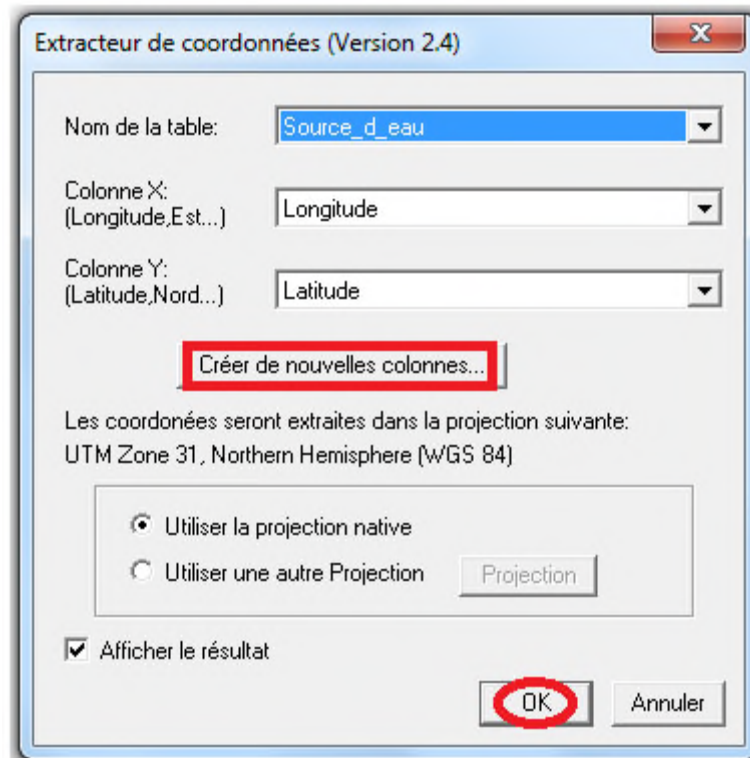 Extracteur de coordonnées (Version 2.4)
Nom de la table: Source_d_eau
Colonne X:
(Longitude,Est...) Longitude
Colonne Y:
(Latitude,Nord...) Latitude
Créer de nouvelles colonnes...
Les coordonées seront extraites dans la projection suivante:
UTM Zone 31, Northern Hemisphere (WGS 84)
Utiliser la projection native
Utiliser une autre Projection Projection
Afficher le résultat
OK Annuler